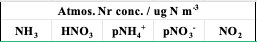 Atmos. Nr conc. / ug N m⁻³
NH3 HNO3 pNH4⁺ pNO3⁻ NO2